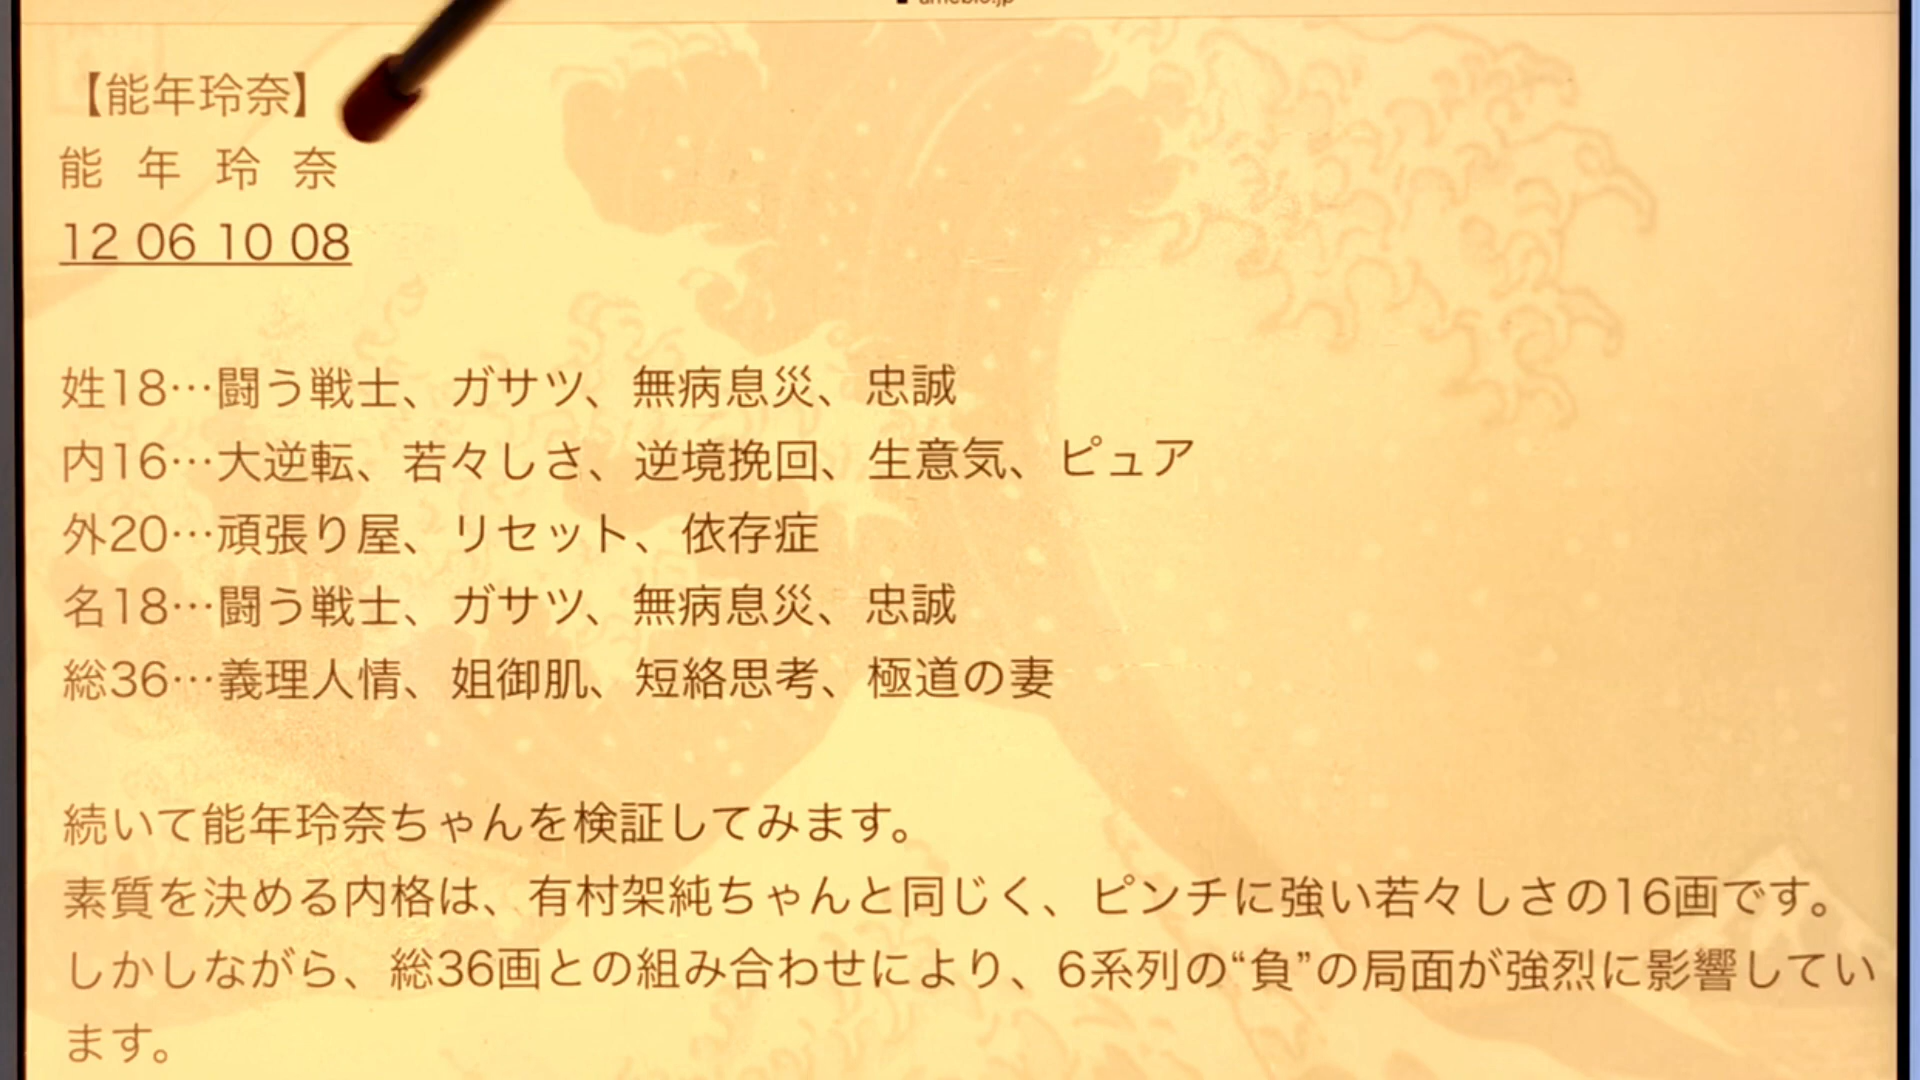 ameblo.jp
【能年玲奈】
能 年 玲 奈
12 06 10 08
姓18…闘う戦士、ガサツ、無病息災、忠誠
内16…大逆転、若々しさ、逆境挽回、生意気、ピュア
外20…頑張り屋、リセット、依存症
名18…闘う戦士、ガサツ、無病息災、忠誠
総36…義理人情、姐御肌、短絡思考、極道の妻
続いて能年玲奈ちゃんを検証してみます。
素質を決める内格は、有村架純ちゃんと同じく、ピンチに強い若々しさの16画です。
しかしながら、総36画との組み合わせにより、6系列の“負”の局面が強烈に影響してい
ます。